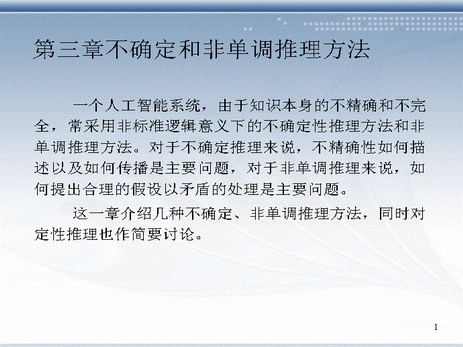 第三章不确定和非单调推理方法
一个人工智能系统，由于知识本身的不精确和不完
全，常采用非标准逻辑意义下的不确定性推理方法和非
单调推理方法。对于不确定推理来说，不精确性如何描
述以及如何传播是主要问题，对于非单调推理来说，如
何提出合理的假设以矛盾的处理是主要问题。
这一章介绍几种不确定、非单调推理方法，同时对
定性推理也作简要讨论。
1